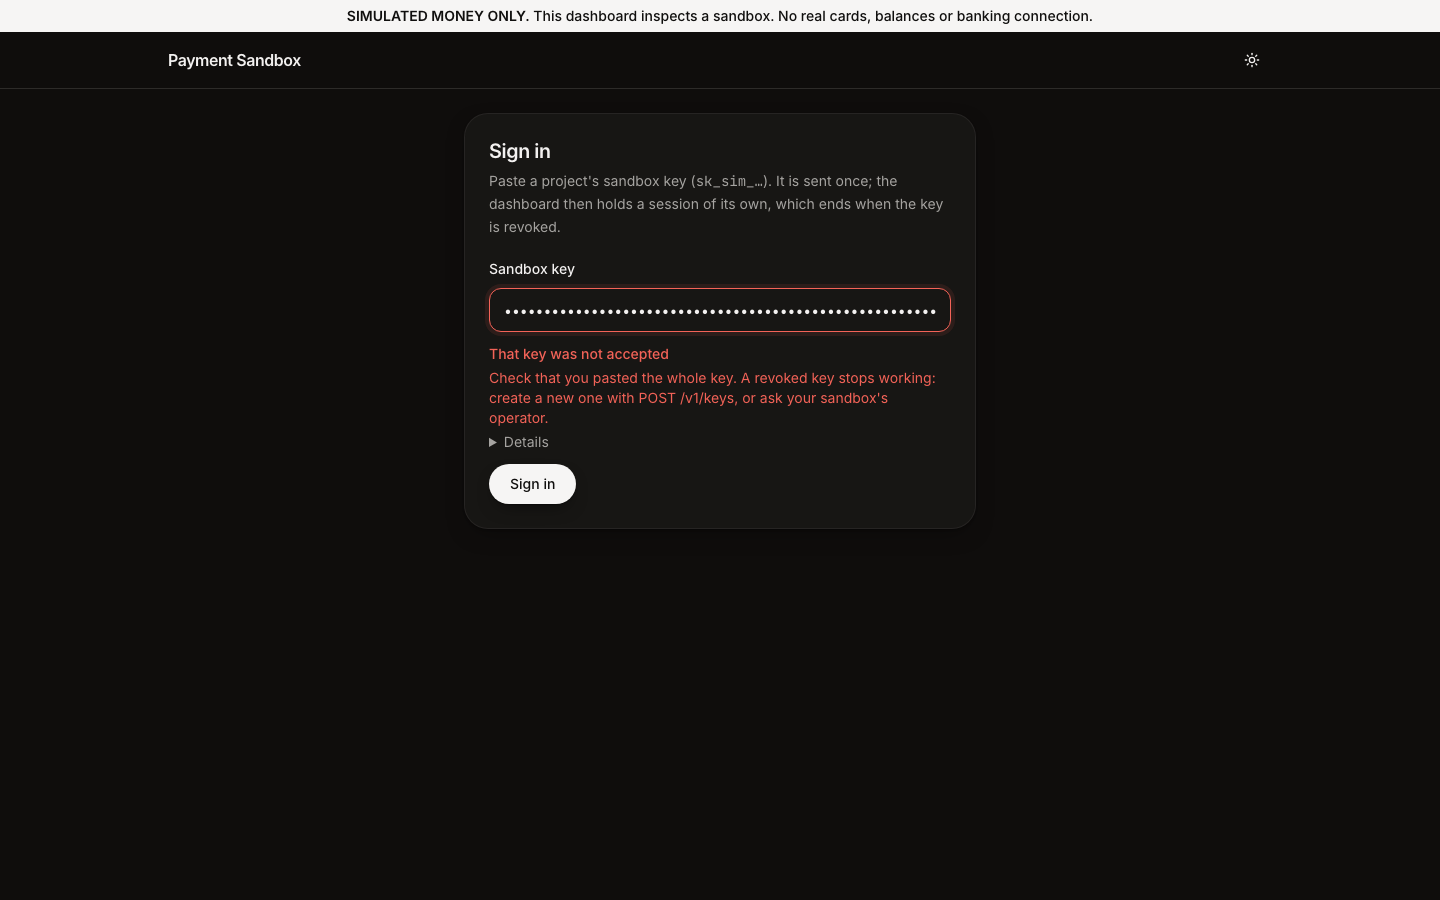 SIMULATED MONEY ONLY. This dashboard inspects a sandbox. No real cards, balances or banking connection.
Payment Sandbox
Sign in
Paste a project's sandbox key (sk_sim_…). It is sent once; the
dashboard then holds a session of its own, which ends when the key
is revoked.
Sandbox key
That key was not accepted
Check that you pasted the whole key. A revoked key stops working:
create a new one with POST /v1/keys, or ask your sandbox's
operator.
Details
Sign in